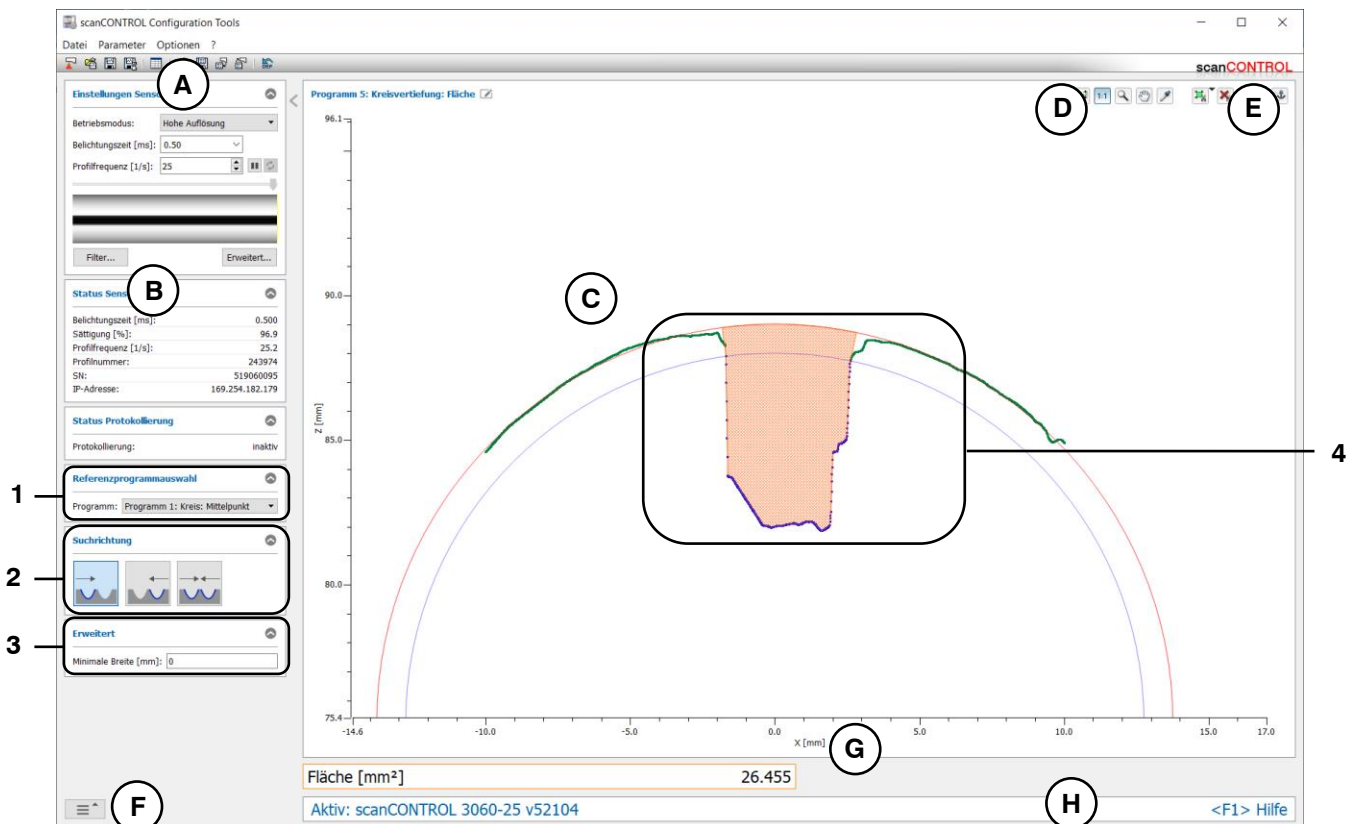 scanCONTROL Configuration Tools
Datei Parameter Optionen ?
scanCONTROL
A
Einstellungen Senso
Betriebsmodus: Hohe Auflösung
Belichtungszeit [ms]: 0.50
Profilfrequenz [1/s]: 25
Filter... Erweitert...
B
Status Sens
Belichtungszeit [ms]: 0.500
Sättigung [%]: 96.9
Profilfrequenz [1/s]: 25.2
Profilnummer: 243974
SN: 519060095
IP-Adresse: 169.254.182.179
Status Protokollierung
Protokollierung: inaktiv
1
Referenzprogrammauswahl
Programm: Programm 1: Kreis: Mittelpunkt
2
Suchrichtung
3
Erweitert
Minimale Breite [mm]: 0
F
Programm 5: Kreisvertiefung: Fläche
D
1:1
E
C
4
96.1
90.0
85.0
80.0
75.4
Z [mm]
-14.6 -10.0 -5.0 0.0 5.0 10.0 15.0 17.0
X [mm]
G
Fläche [mm²] 26.455
H
Aktiv: scanCONTROL 3060-25 v52104 <F1> Hilfe